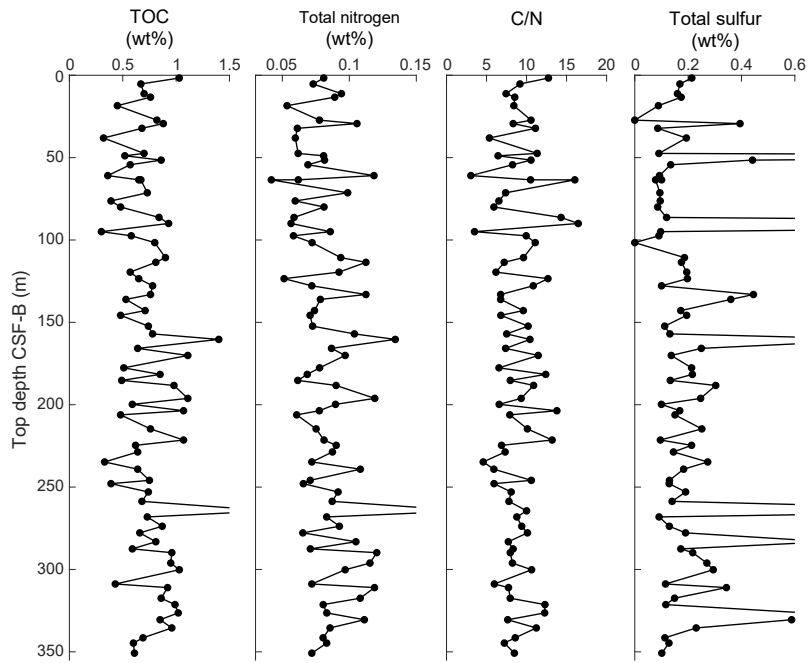 TOC
(wt%)
Total nitrogen
(wt%)
C/N
Total sulfur
(wt%)
0 0.5 1 1.5
0.05 0.1 0.15
0 5 10 15 20
0 0.2 0.4 0.6
0
50
100
150
200
250
300
350
Top depth CSF-B (m)